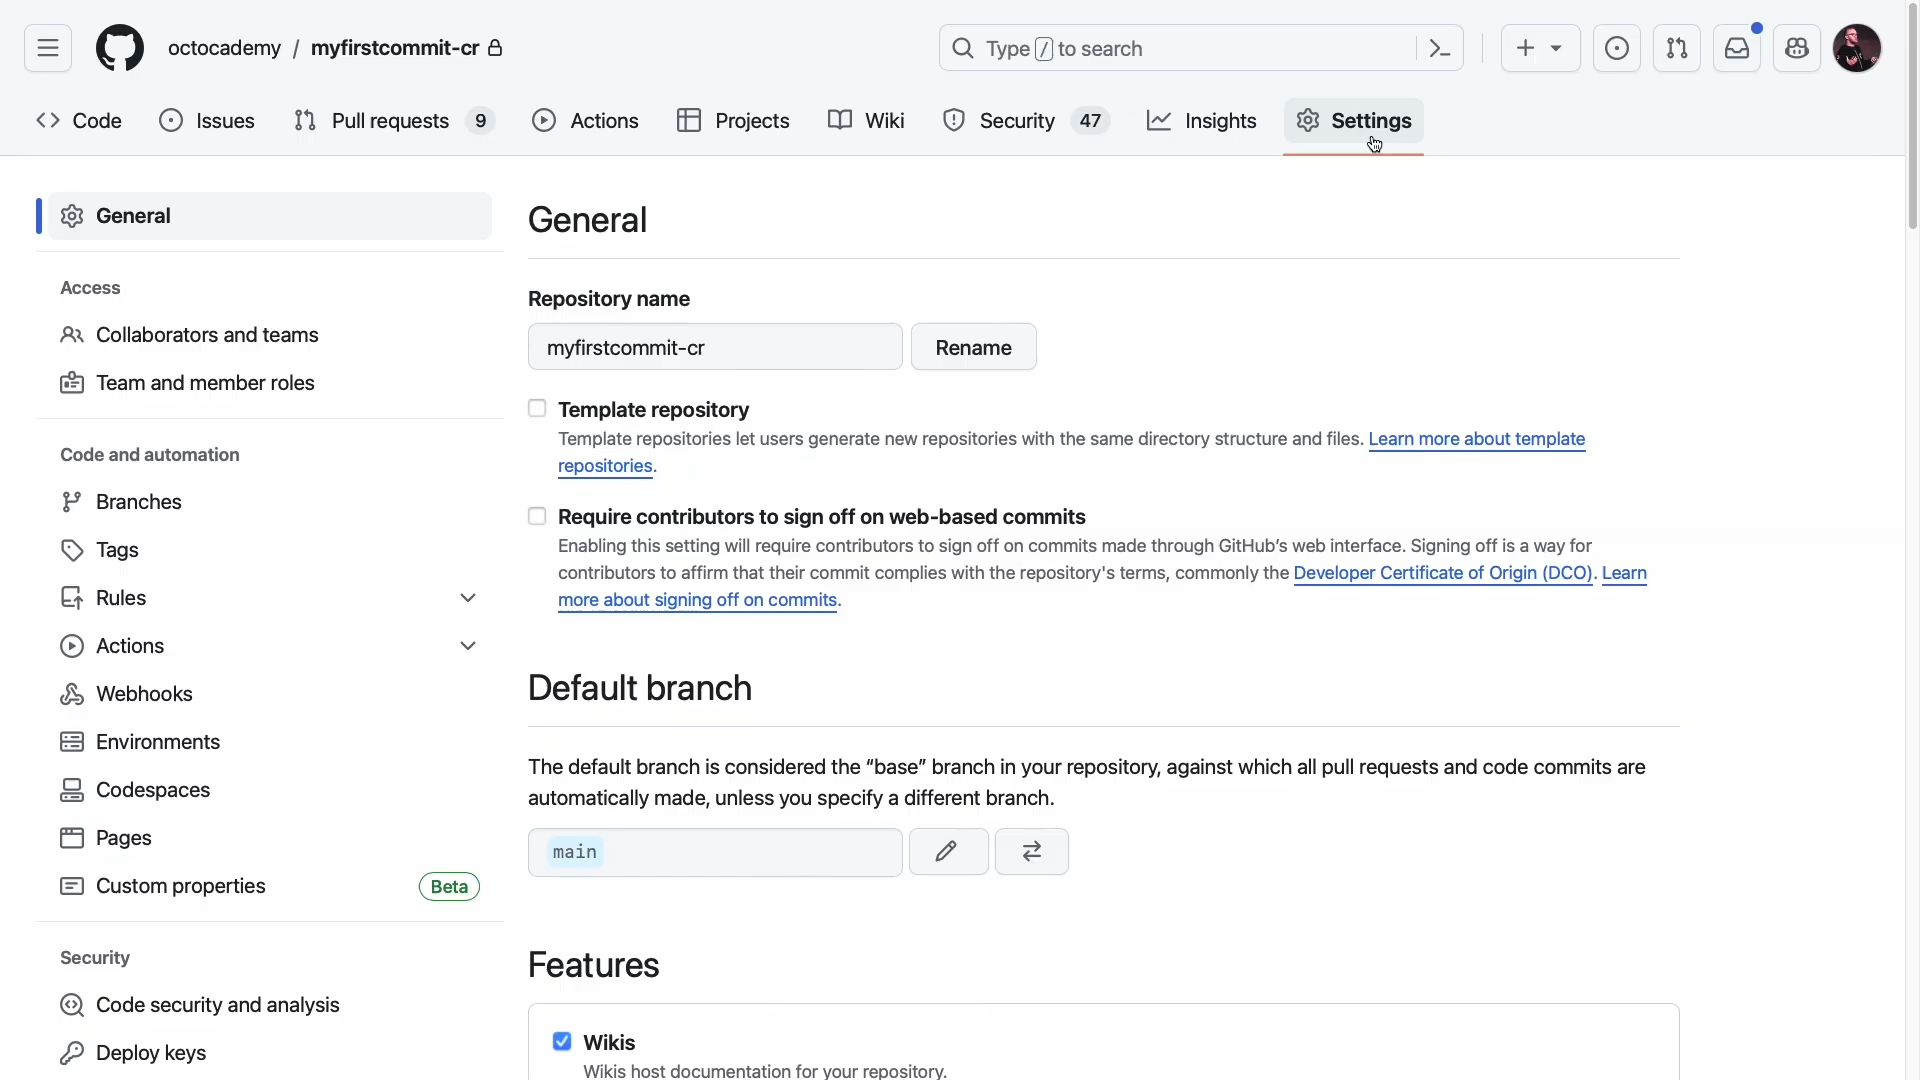 octocademy / myfirstcommit-cr
Type / to search
Code
Issues
Pull requests 9
Actions
Projects
Wiki
Security 47
Insights
Settings
General
Access
Collaborators and teams
Team and member roles
Code and automation
Branches
Tags
Rules
Actions
Webhooks
Environments
Codespaces
Pages
Custom properties Beta
Security
Code security and analysis
Deploy keys
General
Repository name
myfirstcommit-cr Rename
Template repository
Template repositories let users generate new repositories with the same directory structure and files. Learn more about template
repositories.
Require contributors to sign off on web-based commits
Enabling this setting will require contributors to sign off on commits made through GitHub's web interface. Signing off is a way for
contributors to affirm that their commit complies with the repository's terms, commonly the Developer Certificate of Origin (DCO). Learn
more about signing off on commits.
Default branch
The default branch is considered the “base” branch in your repository, against which all pull requests and code commits are
automatically made, unless you specify a different branch.
main
Features
Wikis
Wikis host documentation for your repository.